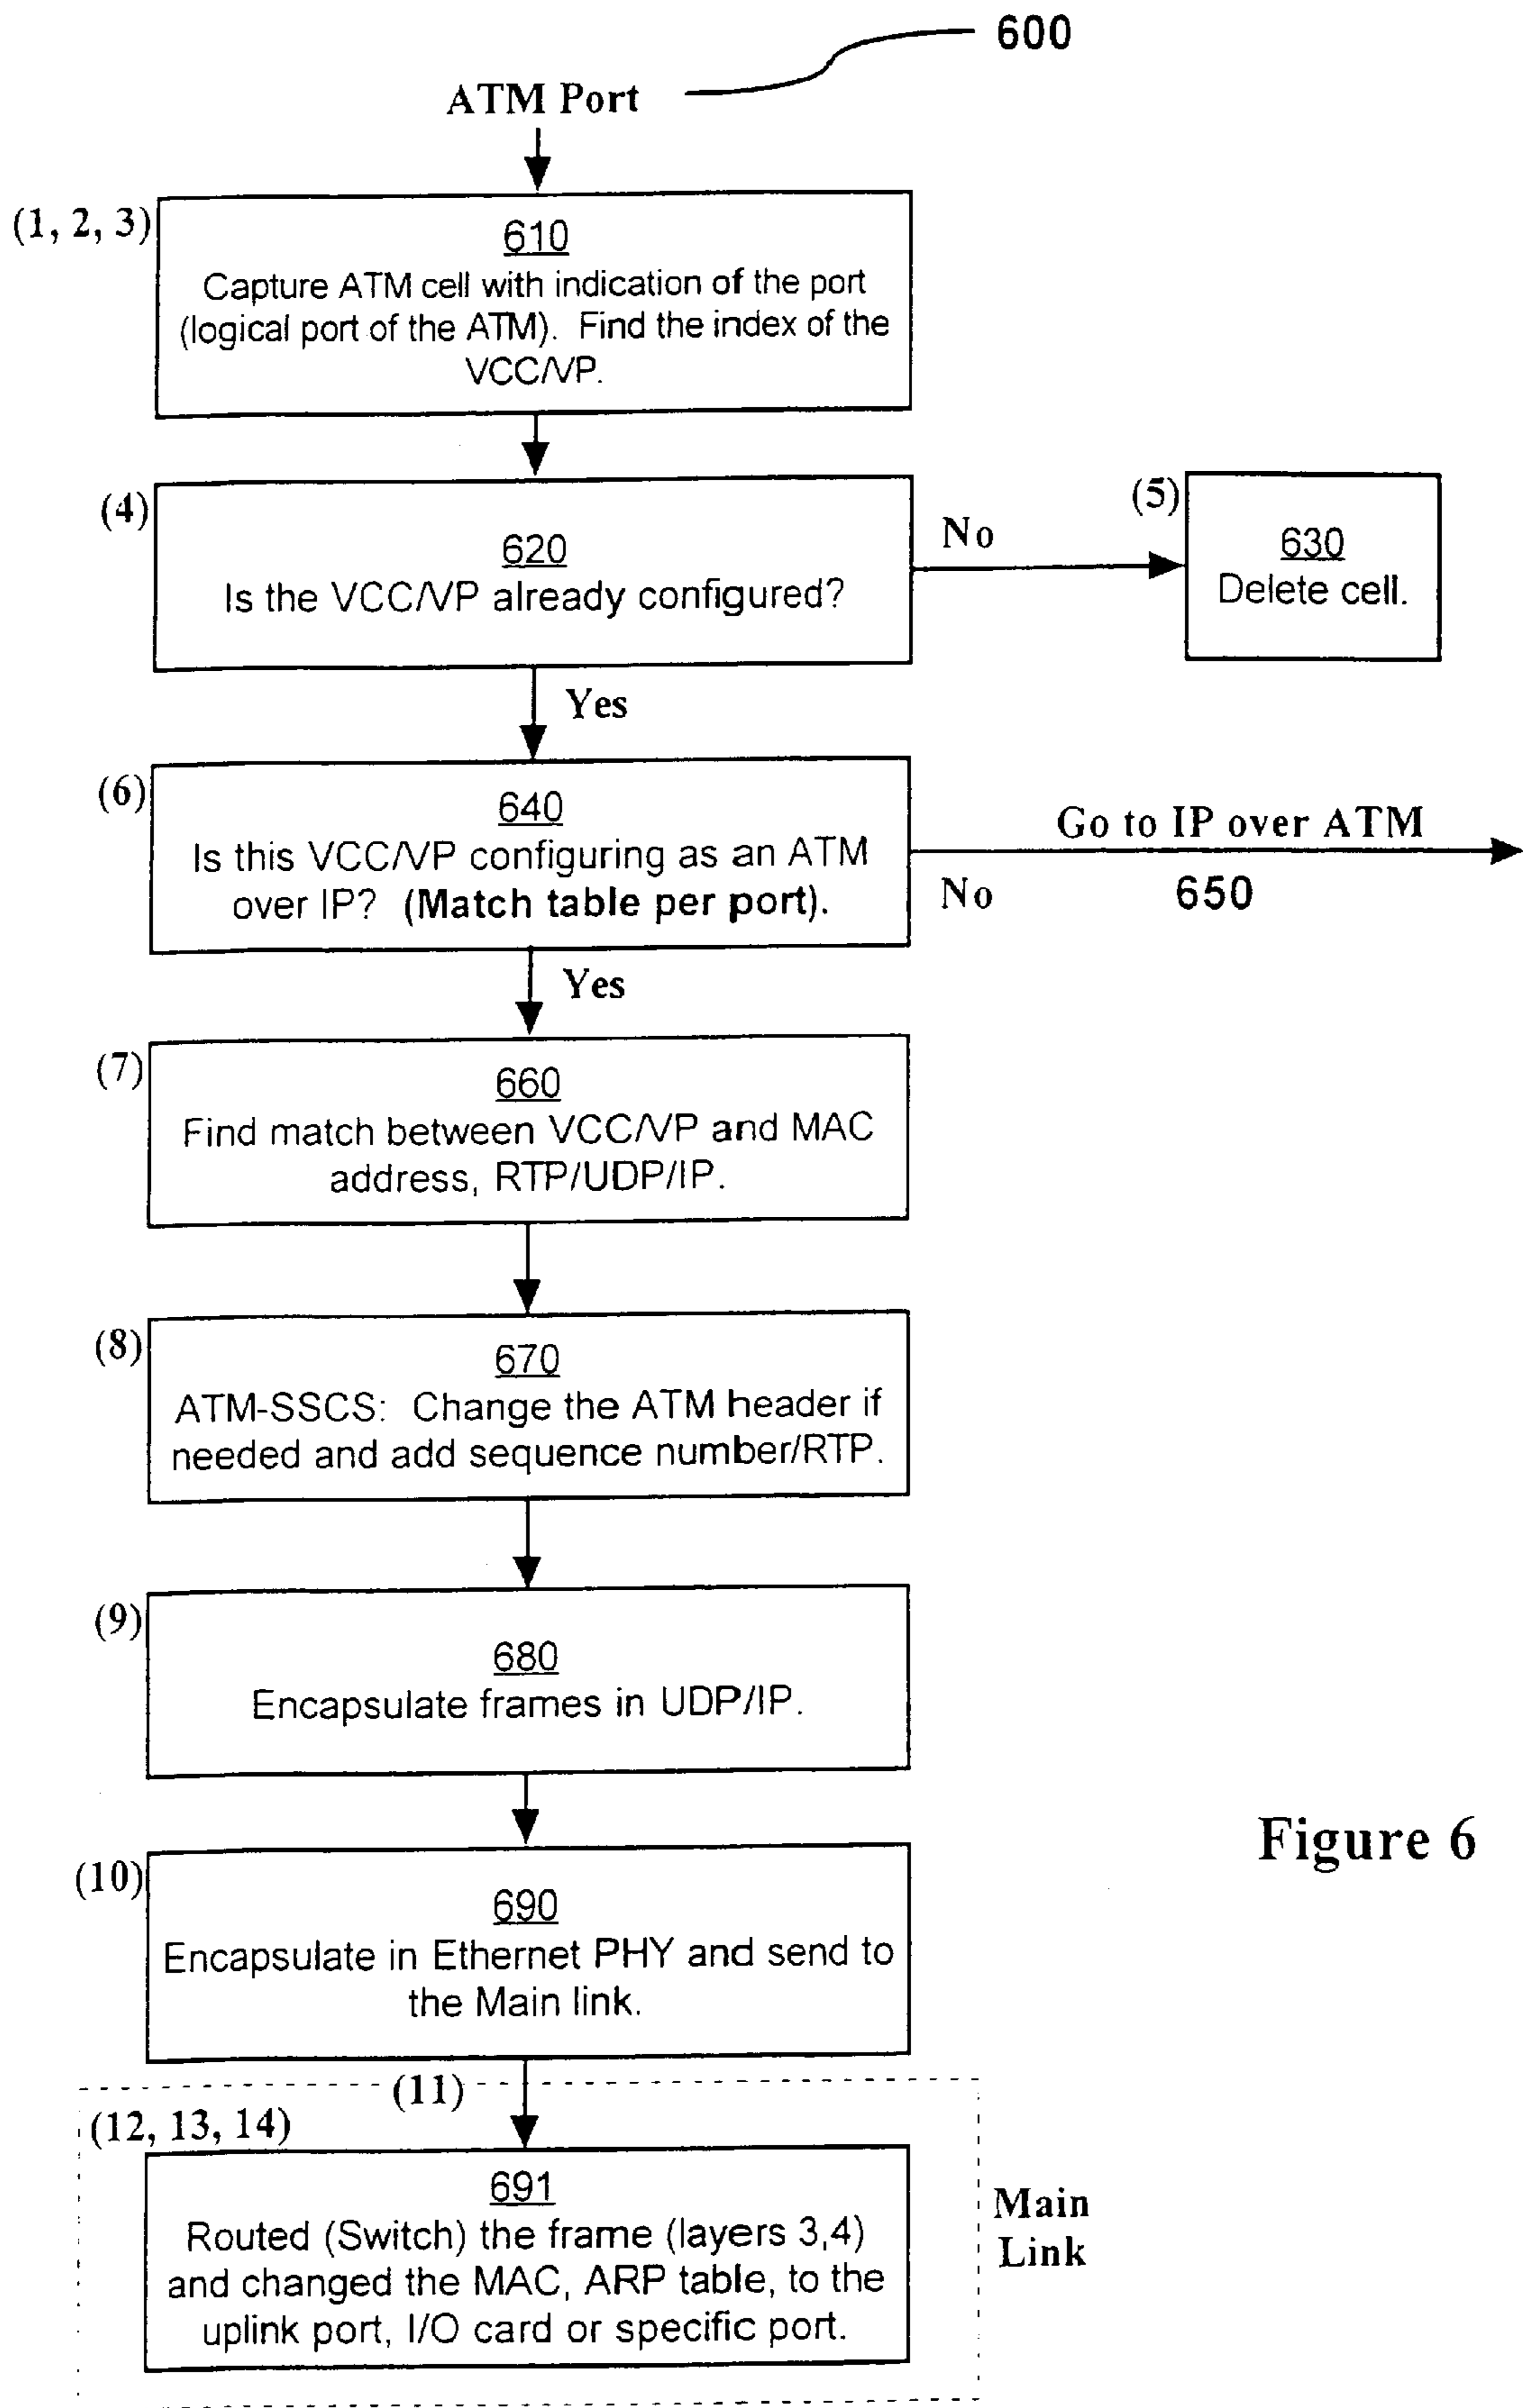 600
ATM Port
(1, 2, 3)
610
Capture ATM cell with indication of the port
(logical port of the ATM). Find the index of the
VCC/VP.
(4)
620
Is the VCC/VP already configured?
No
(5)
630
Delete cell.
Yes
(6)
640
Is this VCC/VP configuring as an ATM
over IP? (Match table per port).
Go to IP over ATM
No
650
Yes
(7)
660
Find match between VCC/VP and MAC
address, RTP/UDP/IP.
(8)
670
ATM-SSCS: Change the ATM header if
needed and add sequence number/RTP.
(9)
680
Encapsulate frames in UDP/IP.
Figure 6
(10)
690
Encapsulate in Ethernet PHY and send to
the Main link.
(11)
(12, 13, 14)
691
Routed (Switch) the frame (layers 3,4)
and changed the MAC, ARP table, to the
uplink port, I/O card or specific port.
Main
Link